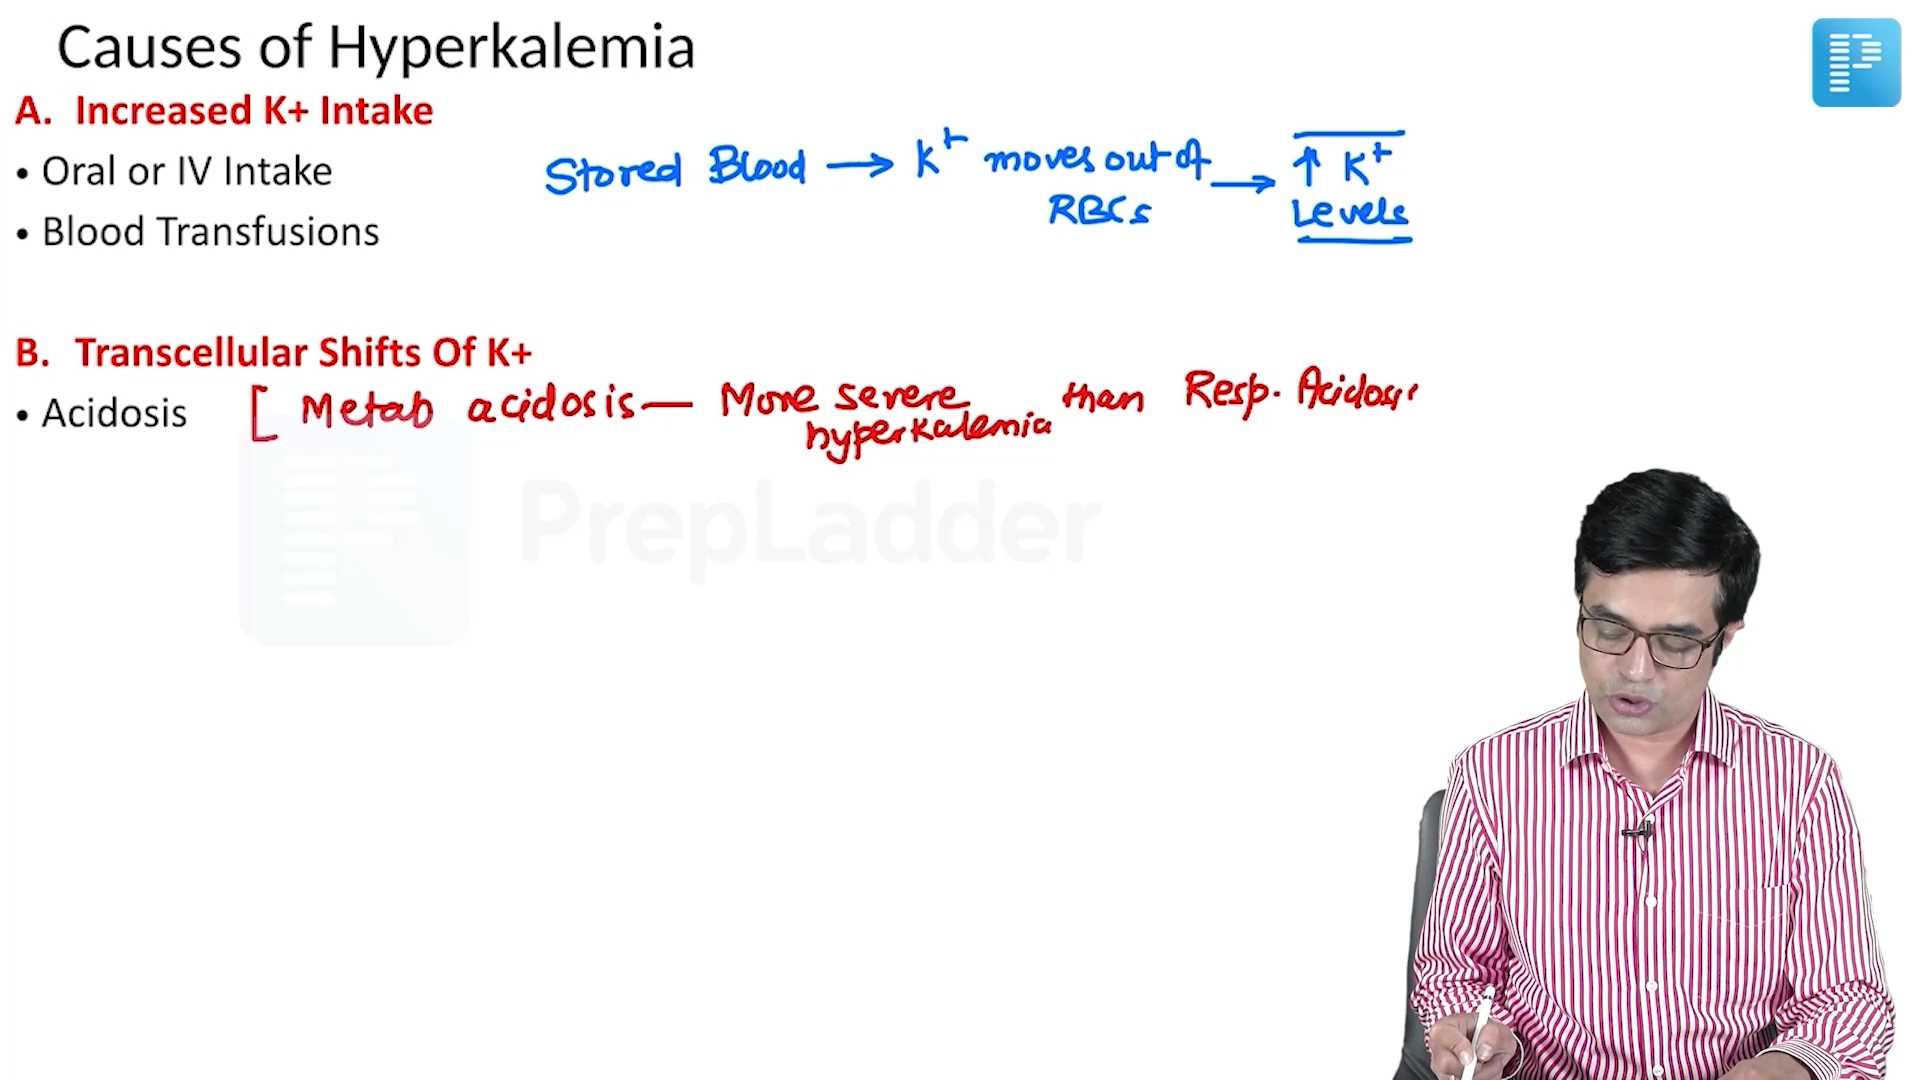 Causes of Hyperkalemia
A. Increased K+ Intake
• Oral or IV Intake
• Blood Transfusions
Stored Blood → K+ moves out of → ↑ K+
RBCs Levels
B. Transcellular Shifts Of K+
• Acidosis [ Metab acidosis — More severe than Resp. Acidosis
hyperkalemia
PrepLadder